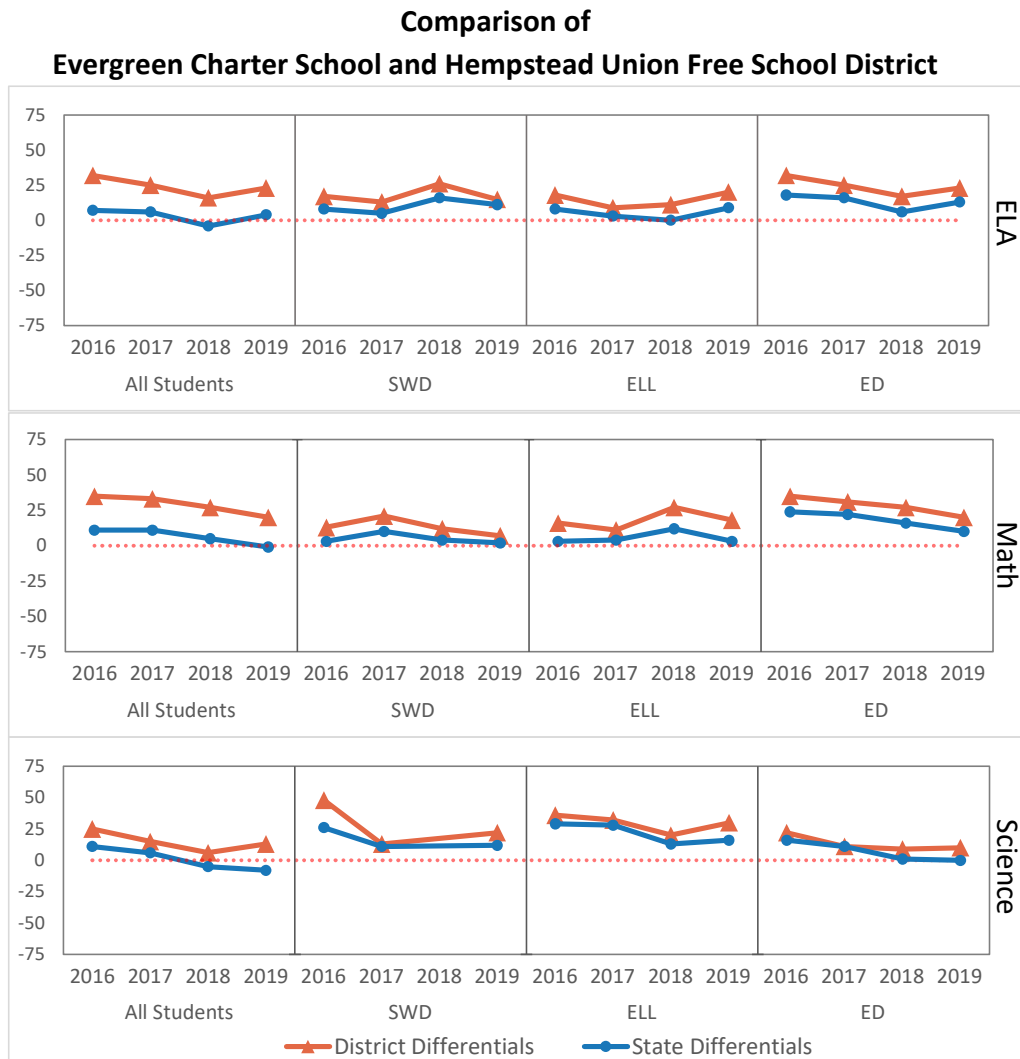 Comparison of
Evergreen Charter School and Hempstead Union Free School District
75
50
25
0
-25
-50
-75
2016 2017 2018 2019 2016 2017 2018 2019 2016 2017 2018 2019 2016 2017 2018 2019
All Students SWD ELL ED
ELA
75
50
25
0
-25
-50
-75
2016 2017 2018 2019 2016 2017 2018 2019 2016 2017 2018 2019 2016 2017 2018 2019
All Students SWD ELL ED
Math
75
50
25
0
-25
-50
-75
2016 2017 2018 2019 2016 2017 2018 2019 2016 2017 2018 2019 2016 2017 2018 2019
All Students SWD ELL ED
Science
District Differentials State Differentials